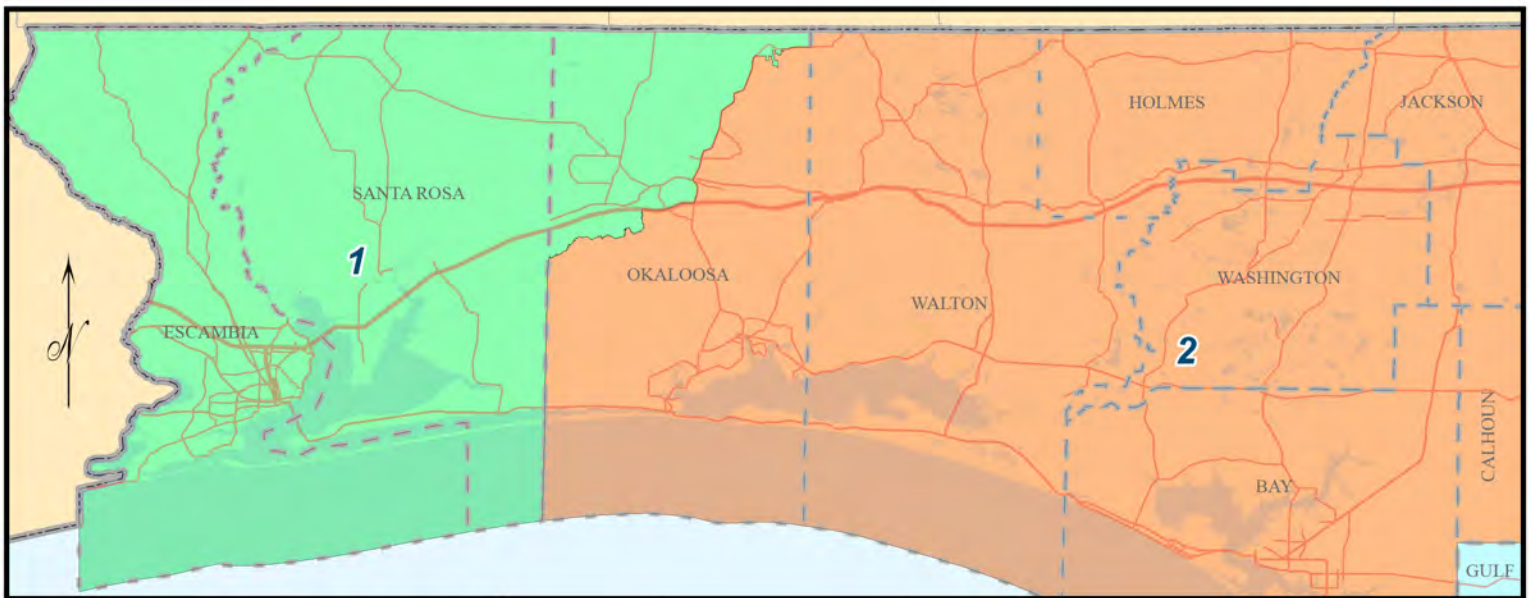 HOLMES
JACKSON
SANTA ROSA
1
OKALOOSA
WASHINGTON
WALTON
N
ESCAMBIA
2
CALHOUN
BAY
GULF